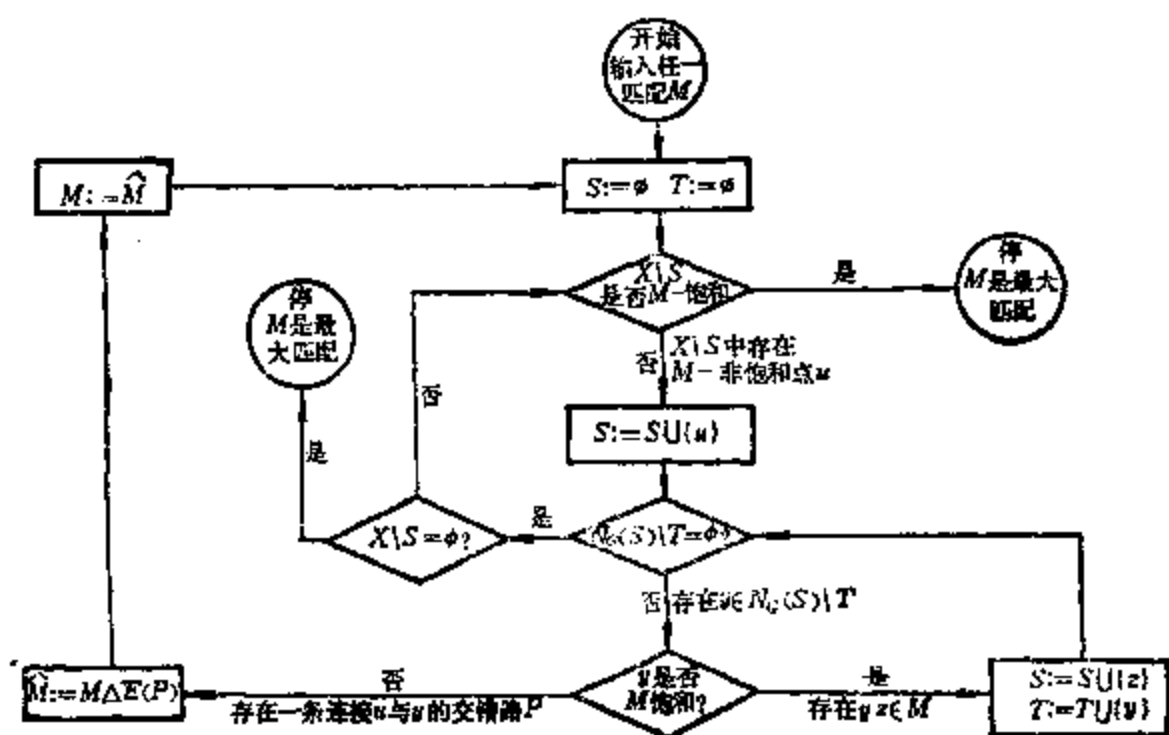 开始
输入任一
匹配M
M:=M̂
S:=φ T:=φ
X\S
是否M-饱和
是
停
M是最大
匹配
停
M是最
大匹配
否
X\S中存在
M-非饱和点u
否
S:=S∪{u}
是
X\S=φ?
是
N_G(S)\T=φ?
否 存在y∈N_G(S)\T
M̂:=M△E(P)
否
存在一条连接u与y的交错路P
y是否
M饱和?
是
存在yz∈M
S:=S∪{z}
T:=T∪{y}